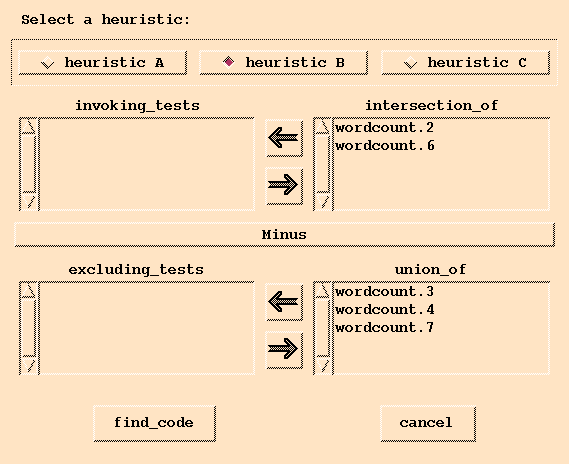 Select a heuristic:
heuristic A heuristic B heuristic C
invoking_tests intersection_of
wordcount.2
wordcount.6
Minus
excluding_tests union_of
wordcount.3
wordcount.4
wordcount.7
find_code cancel